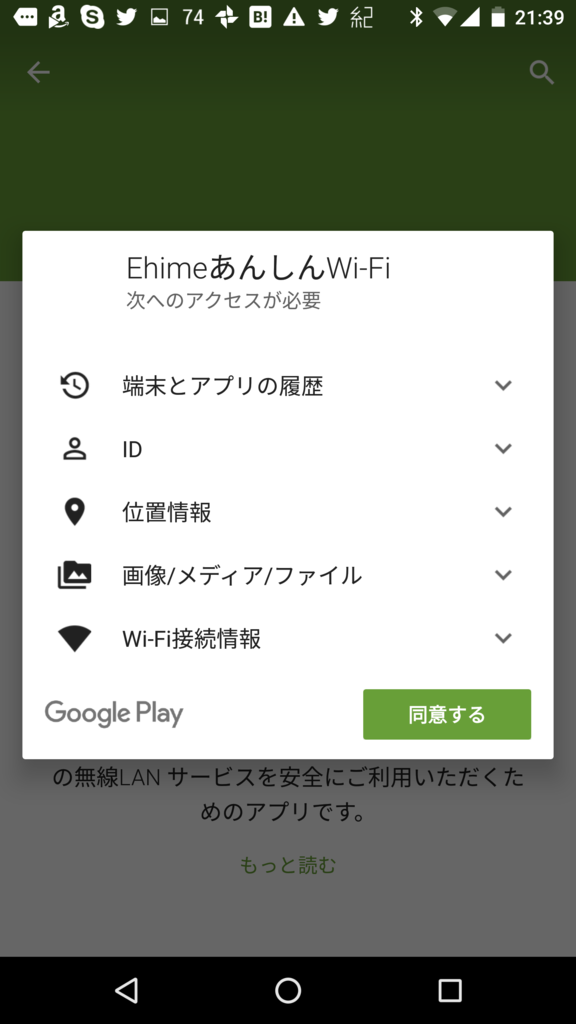 74 B! 紀 21:39
EhimeあんしんWi-Fi
次へのアクセスが必要
端末とアプリの履歴
ID
位置情報
画像/メディア/ファイル
Wi-Fi接続情報
Google Play
同意する
の無線LAN サービスを安全にご利用いただくた
めのアプリです。
もっと読む